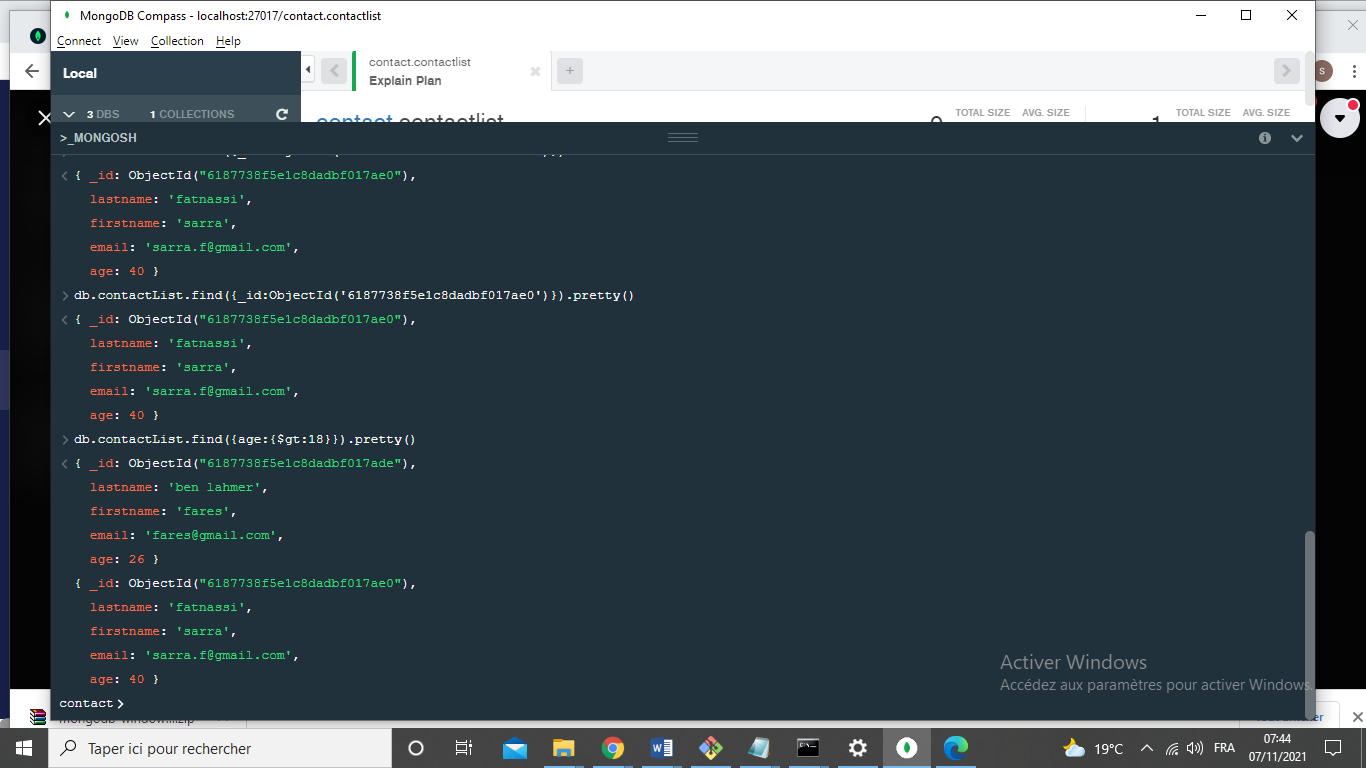 MongoDB Compass - localhost:27017/contact.contactlist
Connect View Collection Help
Local
contact.contactlist
Explain Plan
3 DBS 1 COLLECTIONS
contact.contactlist
TOTAL SIZE AVG. SIZE
TOTAL SIZE AVG. SIZE
>_MONGOSH
{ _id: ObjectId("6187738f5e1c8dadbf017ae0"),
lastname: 'fatnassi',
firstname: 'sarra',
email: 'sarra.f@gmail.com',
age: 40 }
> db.contactList.find({_id:ObjectId('6187738f5e1c8dadbf017ae0')}).pretty()
< { _id: ObjectId("6187738f5e1c8dadbf017ae0"),
lastname: 'fatnassi',
firstname: 'sarra',
email: 'sarra.f@gmail.com',
age: 40 }
> db.contactList.find({age:{$gt:18}}).pretty()
< { _id: ObjectId("6187738f5e1c8dadbf017ade"),
lastname: 'ben lahmer',
firstname: 'fares',
email: 'fares@gmail.com',
age: 26 }
{ _id: ObjectId("6187738f5e1c8dadbf017ae0"),
lastname: 'fatnassi',
firstname: 'sarra',
email: 'sarra.f@gmail.com',
age: 40 }
contact >
Activer Windows
Accédez aux paramètres pour activer Windows.
Taper ici pour rechercher
19°C
FRA
07:44
07/11/2021